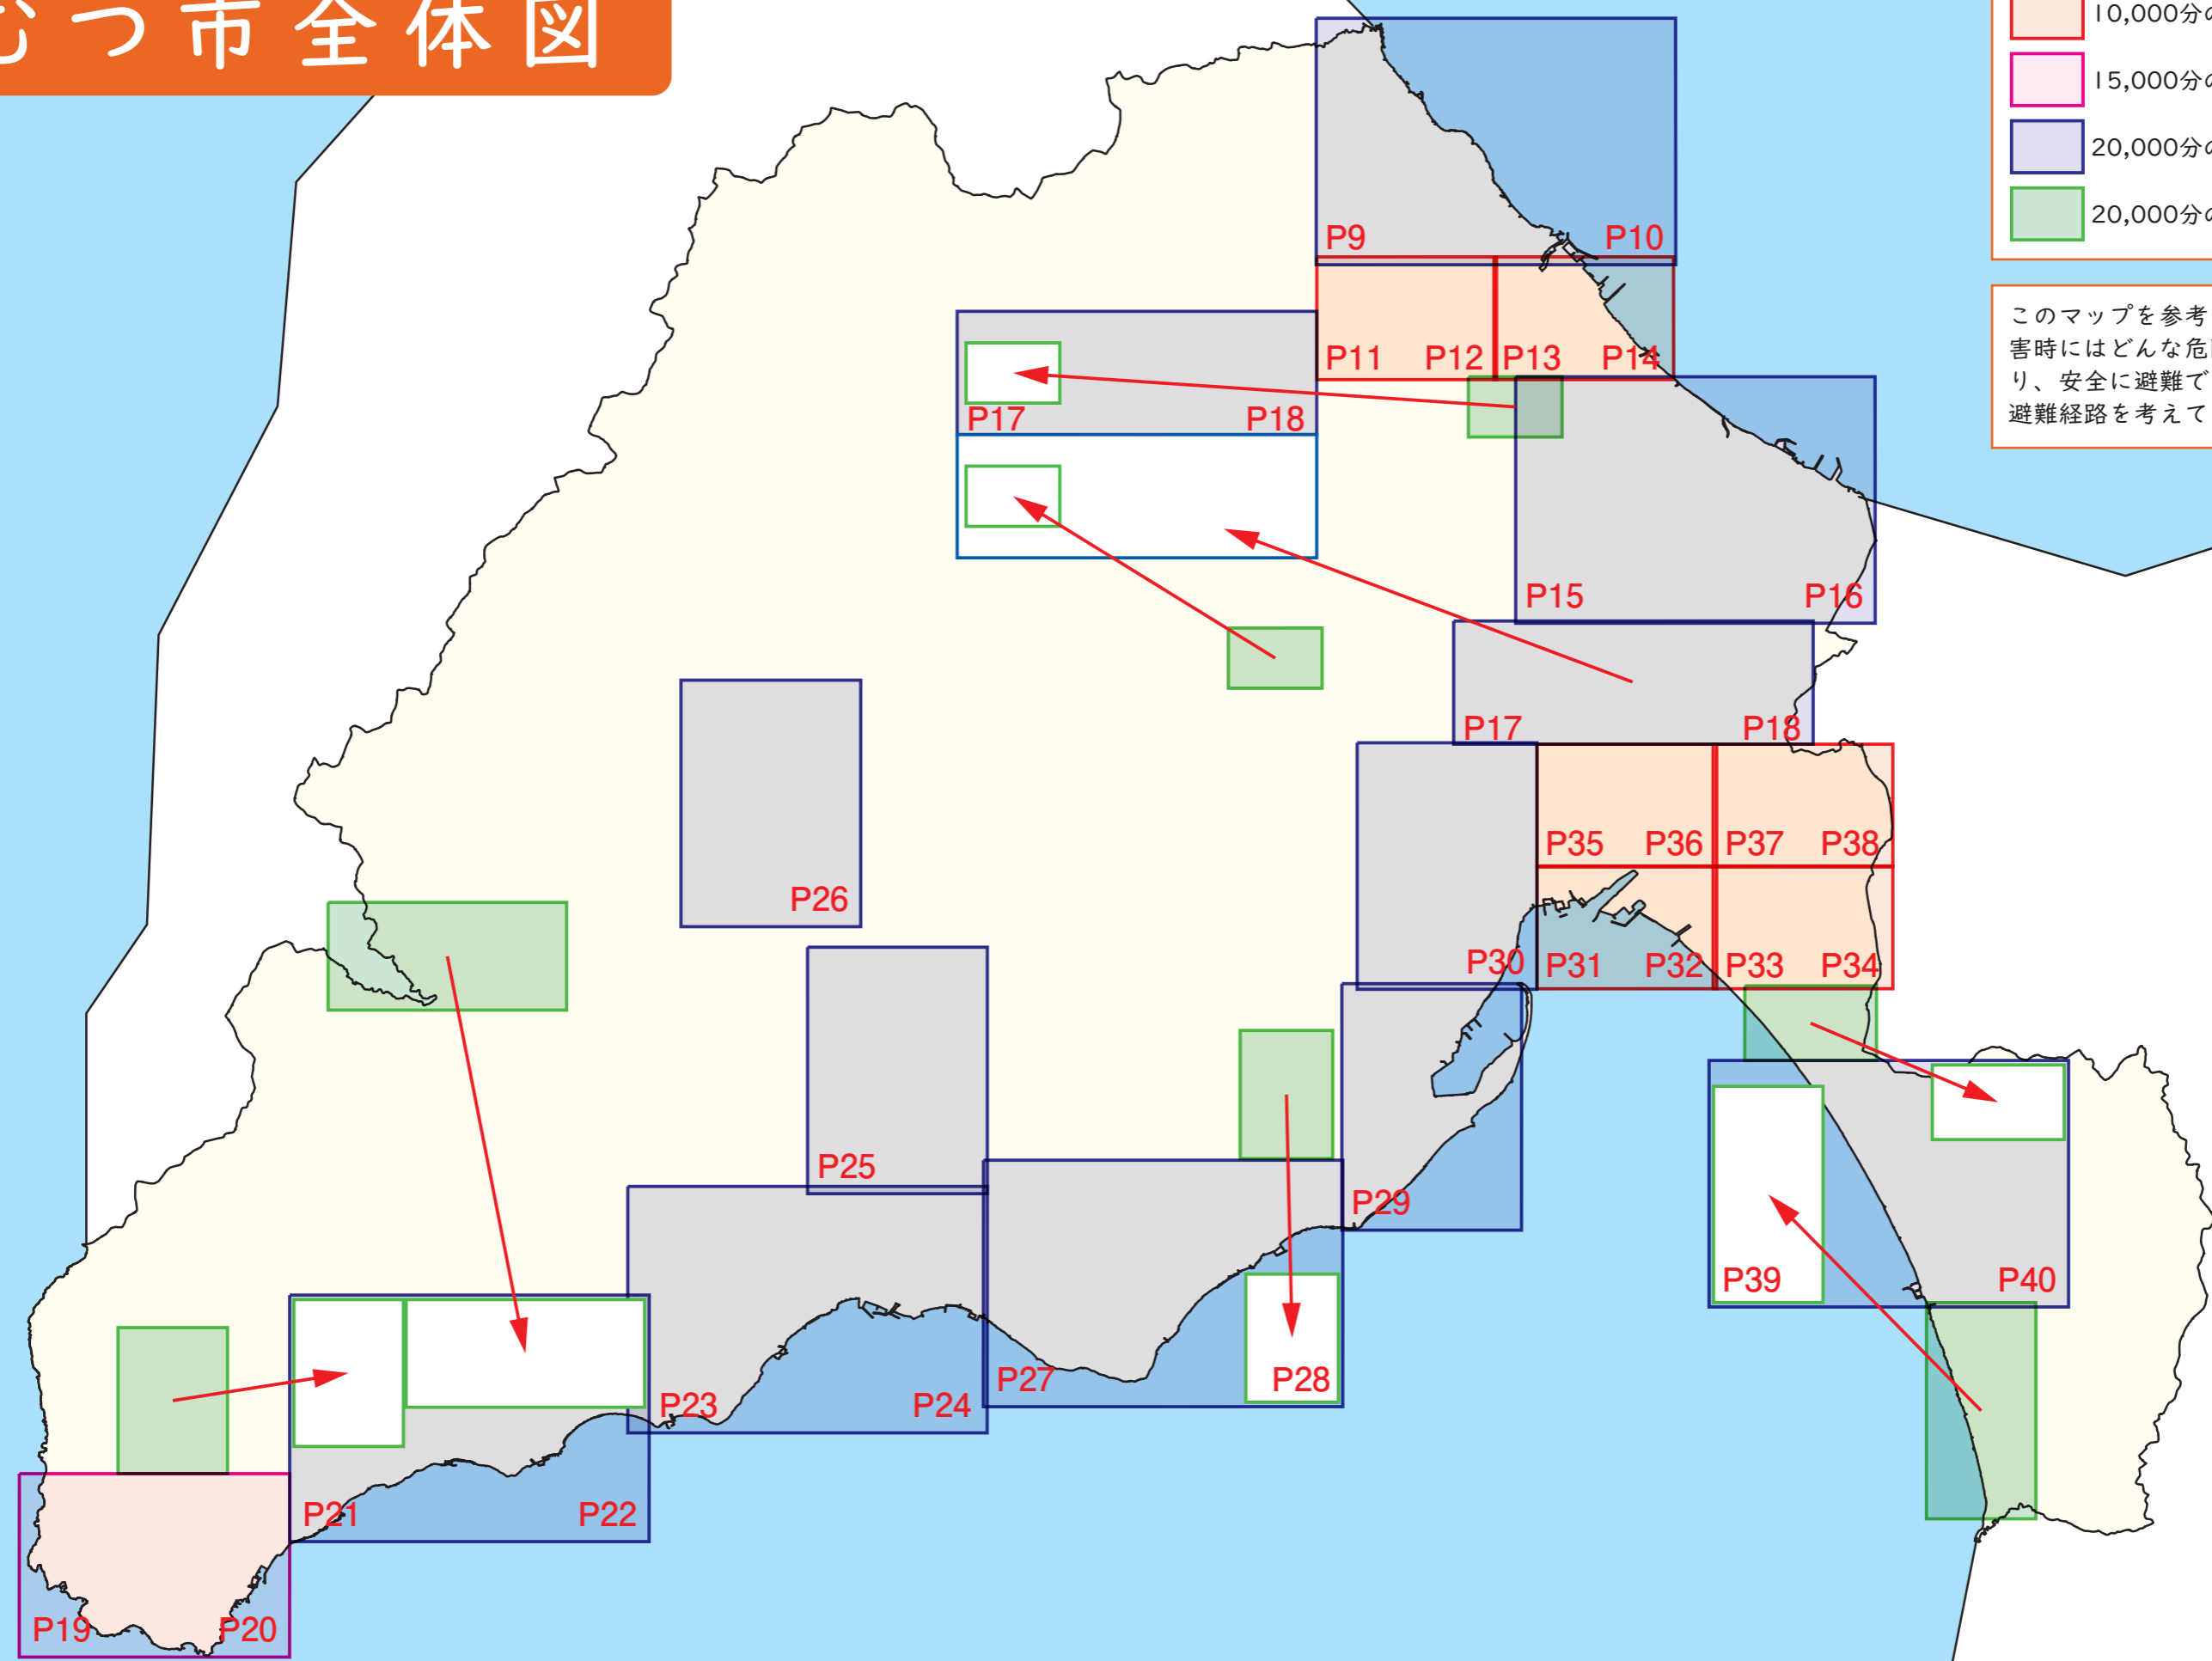 むつ市全体図
10,000分の
15,000分の
20,000分の
20,000分の
このマップを参考
害時にはどんな危
り、安全に避難で
避難経路を考えて
P9
P10
P11
P12
P13
P14
P17
P18
P15
P16
P17
P18
P35
P36
P37
P38
P26
P30
P31
P32
P33
P34
P25
P29
P39
P40
P23
P24
P27
P28
P21
P22
P19
P20